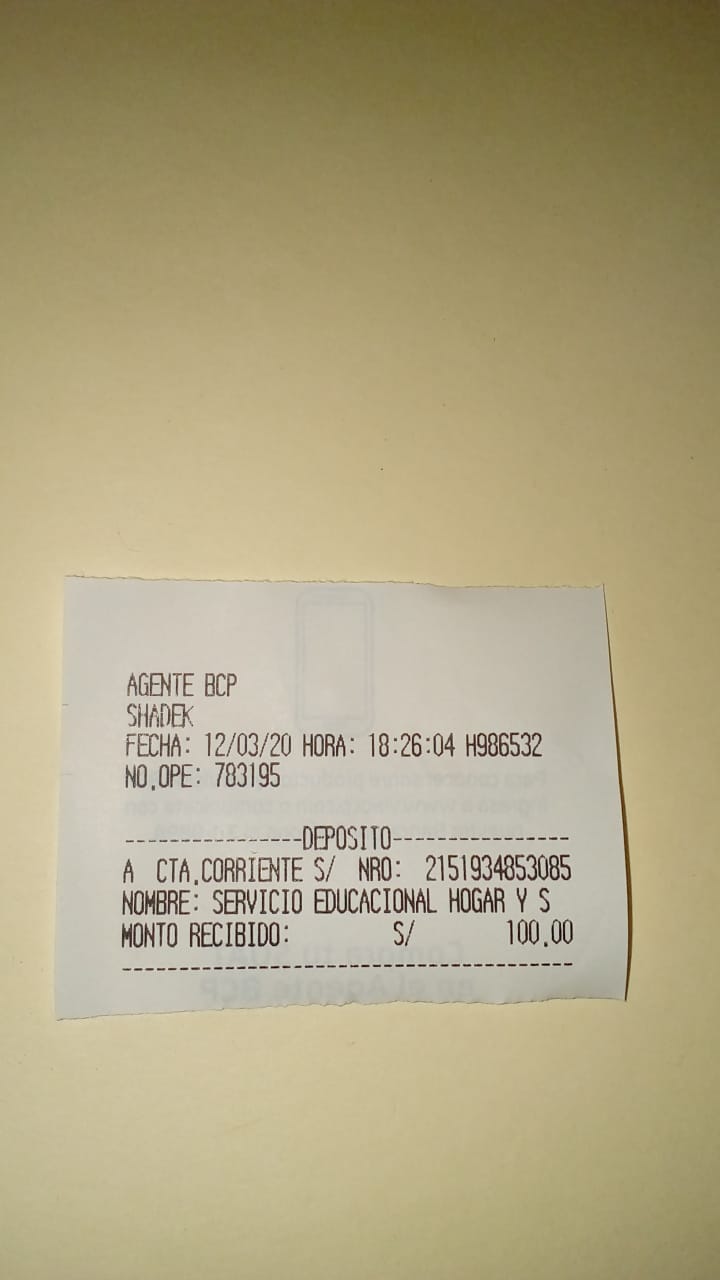 AGENTE BCP
SHADEK
FECHA: 12/03/20 HORA: 18:26:04 H986532
NO.OPE: 783195
----------------DEPOSITO----------------
A CTA.CORRIENTE S/ NRO: 2151934853085
NOMBRE: SERVICIO EDUCACIONAL HOGAR Y S
MONTO RECIBIDO: S/ 100.00
----------------------------------------